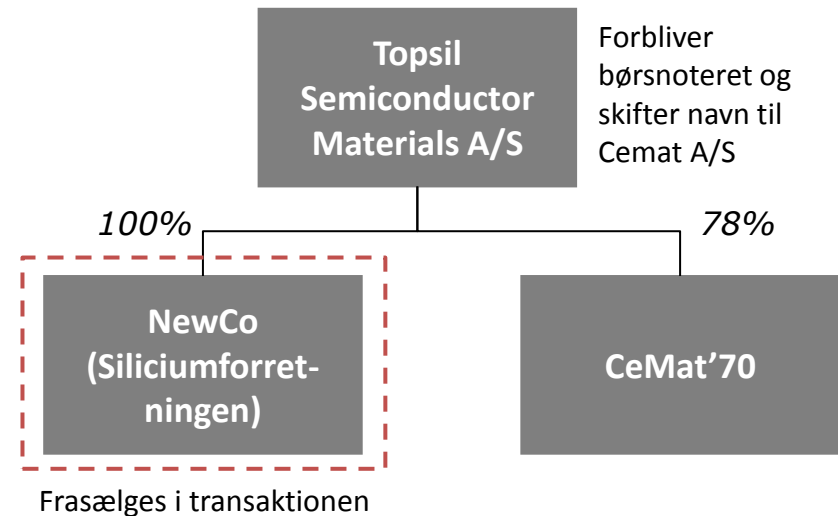 Topsil
Semiconductor
Materials A/S
Forbliver
børsnoteret og
skifter navn til
Cemat A/S
100%
78%
NewCo
(Siliciumforret-
ningen)
CeMat’70
Frasælges i transaktionen